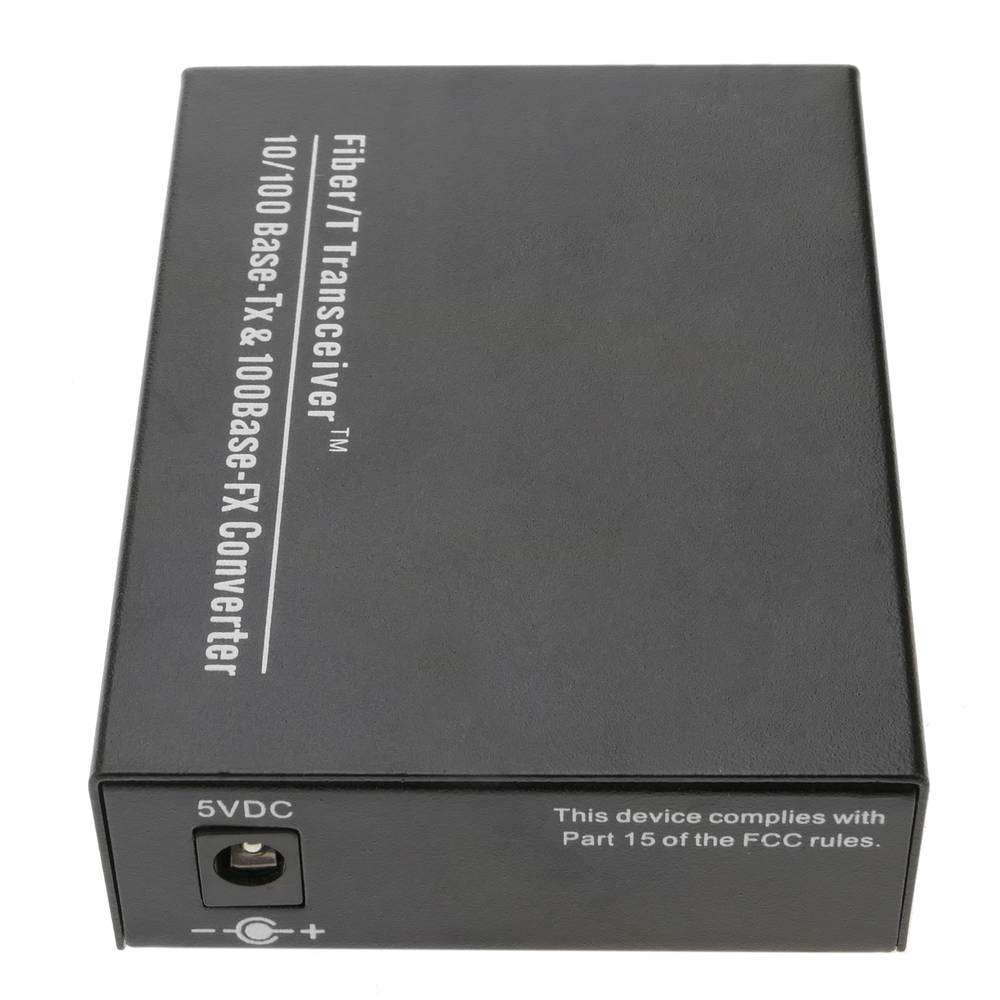 Fiber/T Transceiver™
10/100 Base-Tx & 100Base-FX Converter
5VDC
This device complies with
Part 15 of the FCC rules.
− +